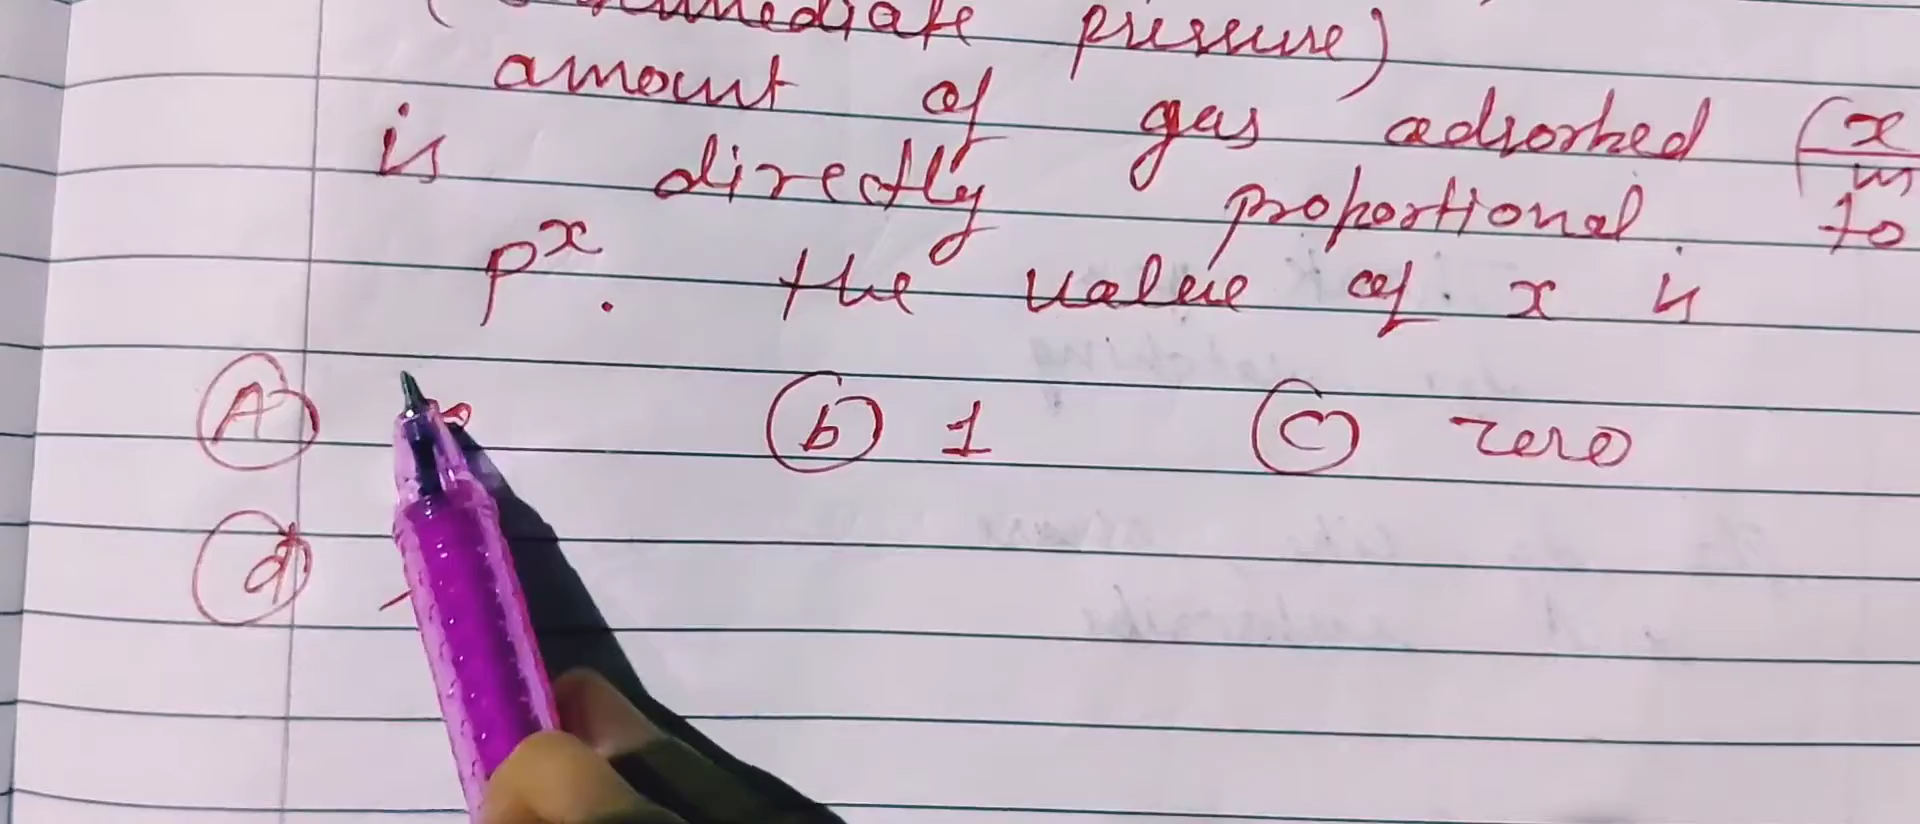 pressure)
amount of gas adsorbed (x/m
is directly proportional to
p^x. the value of x is
(A) (b) 1 (c) zero
(d)